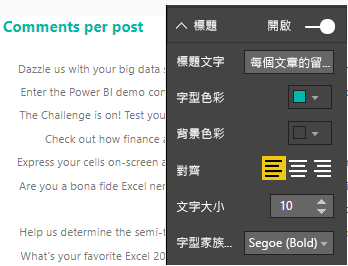 Comments per post
Dazzle us with your big data s
Enter the Power BI demo con
The Challenge is on! Test you
Check out how finance a
Express your cells on-screen a
Are you a bona fide Excel ner
Help us determine the semi-f
What's your favorite Excel 20
標題 開啟
標題文字 每個文章的留...
字型色彩
背景色彩
對齊
文字大小 10
字型家族... Segoe (Bold)